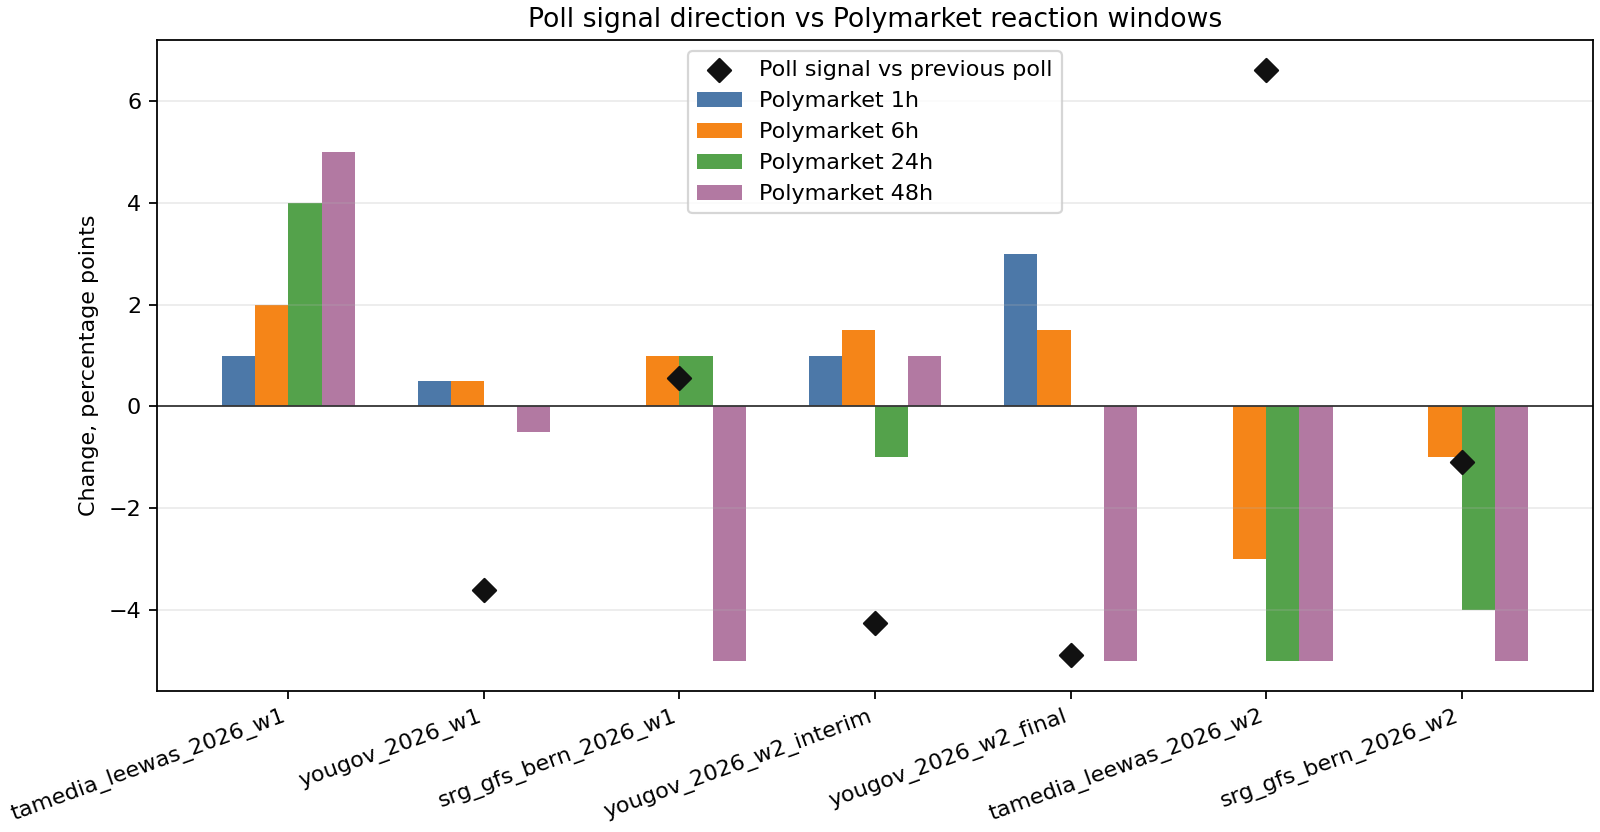 Poll signal direction vs Polymarket reaction windows
Poll signal vs previous poll
Polymarket 1h
Polymarket 6h
Polymarket 24h
Polymarket 48h
Change, percentage points
6
4
2
0
−2
−4
tamedia_leewas_2026_w1
yougov_2026_w1
srg_gfs_bern_2026_w1
yougov_2026_w2_interim
yougov_2026_w2_final
tamedia_leewas_2026_w2
srg_gfs_bern_2026_w2